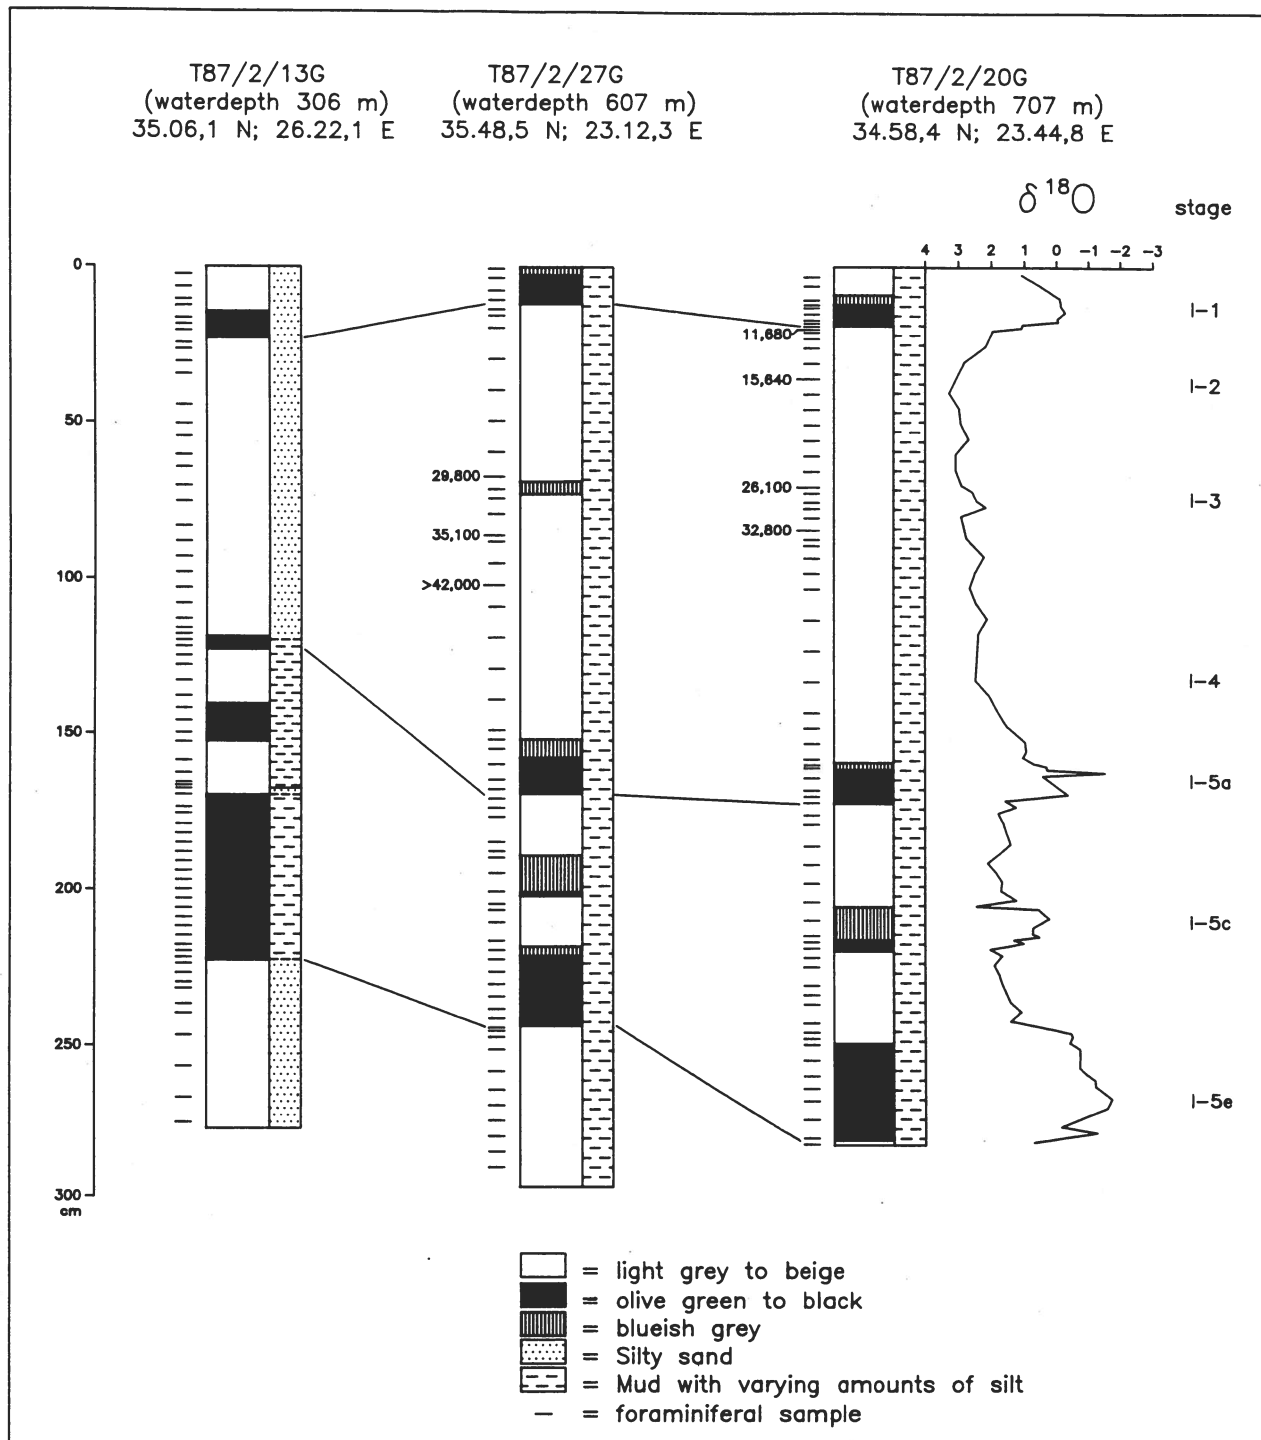 T87/2/13G
(waterdepth 306 m)
35.06,1 N; 26.22,1 E
T87/2/27G
(waterdepth 607 m)
35.48,5 N; 23.12,3 E
T87/2/20G
(waterdepth 707 m)
34.58,4 N; 23.44,8 E
δ 18O
stage
4 3 2 1 0 -1 -2 -3
0
50
100
150
200
250
300
cm
29,800
35,100
>42,000
11,680
15,640
26,100
32,800
I-1
I-2
I-3
I-4
I-5a
I-5c
I-5e
= light grey to beige
= olive green to black
= blueish grey
= Silty sand
= Mud with varying amounts of silt
= foraminiferal sample